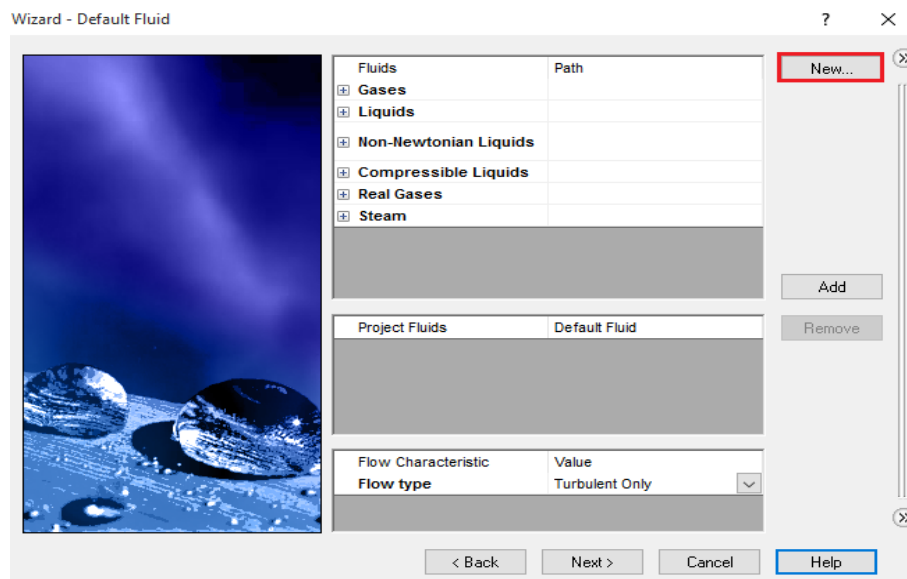 Wizard - Default Fluid
?
Fluids Path
New...
Gases
Liquids
Non-Newtonian Liquids
Compressible Liquids
Real Gases
Steam
Add
Project Fluids Default Fluid
Remove
Flow Characteristic Value
Flow type Turbulent Only
< Back Next > Cancel Help